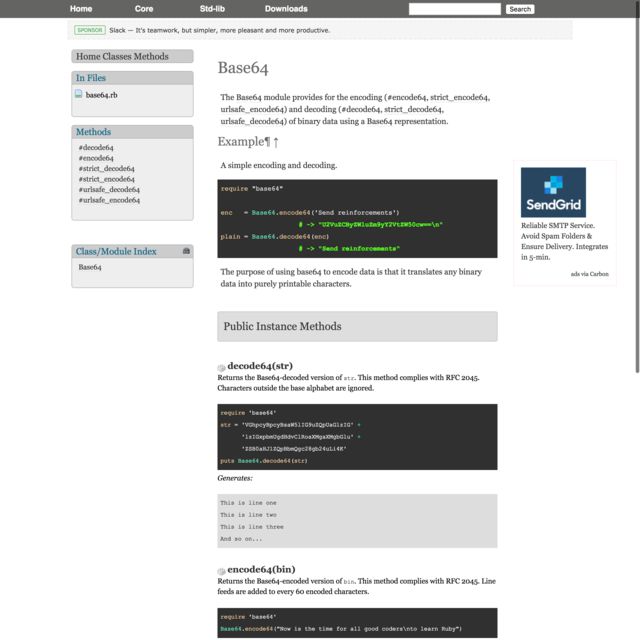 Home Core Std-lib Downloads Search
SPONSOR Slack — It's teamwork, but simpler, more pleasant and more productive.
Home Classes Methods
In Files
base64.rb
Methods
#decode64
#encode64
#strict_decode64
#strict_encode64
#urlsafe_decode64
#urlsafe_encode64
Class/Module Index
Base64
Base64
The Base64 module provides for the encoding (#encode64, strict_encode64,
urlsafe_encode64) and decoding (#decode64, strict_decode64,
urlsafe_decode64) of binary data using a Base64 representation.
Example¶ ↑
A simple encoding and decoding.
require "base64"
enc = Base64.encode64('Send reinforcements')
# -> "U2VuZCByZWluZm9yY2VtZW50cw==\n"
plain = Base64.decode64(enc)
# -> "Send reinforcements"
The purpose of using base64 to encode data is that it translates any binary
data into purely printable characters.
Public Instance Methods
decode64(str)
Returns the Base64-decoded version of str. This method complies with RFC 2045.
Characters outside the base alphabet are ignored.
require 'base64'
str = 'VGhpcyBpcyBsaW5lIG9uZQpUaGlzIG' +
'lzIGxpbmUgdHdvClRoaXMgaXMgbGlu' +
'ZSB0aHJlZQpBbmQgc28gb24uLi4K'
puts Base64.decode64(str)
Generates:
This is line one
This is line two
This is line three
And so on...
encode64(bin)
Returns the Base64-encoded version of bin. This method complies with RFC 2045. Line
feeds are added to every 60 encoded characters.
require 'base64'
Base64.encode64("Now is the time for all good coders\nto learn Ruby")
SendGrid
Reliable SMTP Service.
Avoid Spam Folders &
Ensure Delivery. Integrates
in 5-min.
ads via Carbon